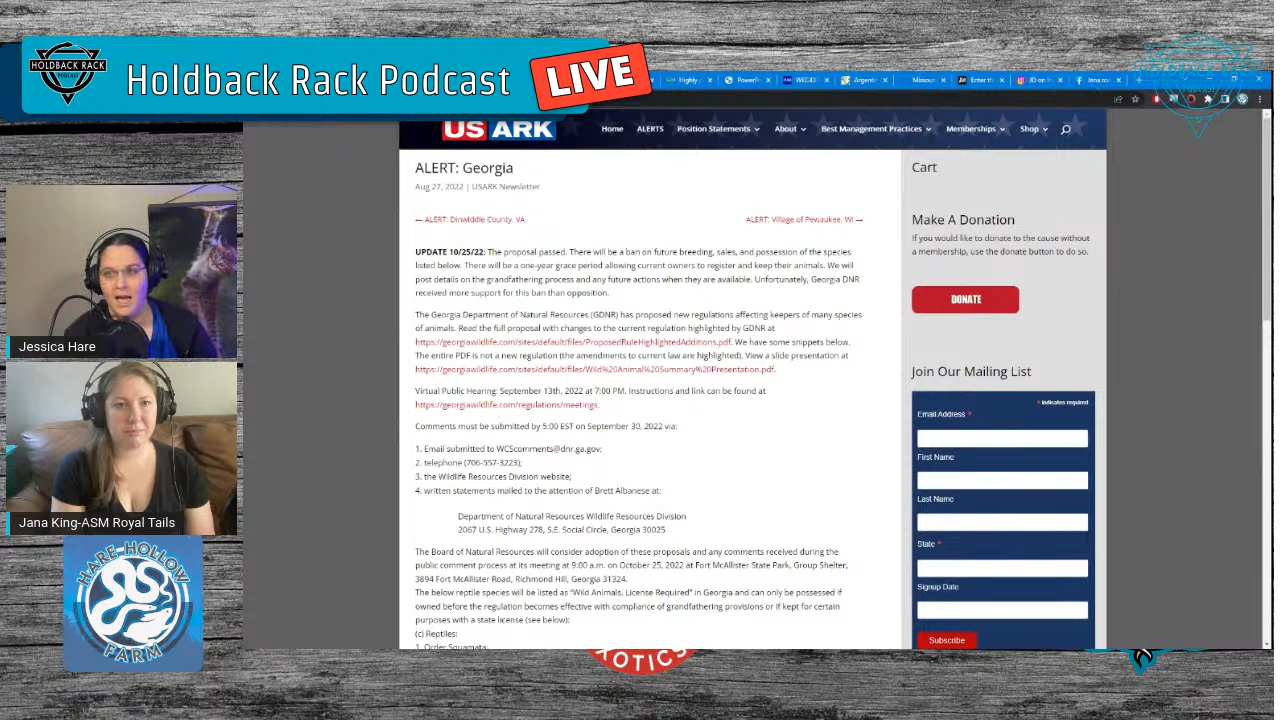 HOLDBACK RACK
PODCAST
Holdback Rack Podcast
LIVE
Highly c
PowerPo
WEC43
Argentin
Missour
Enter th
JD on In
Jana.ro
US ARK
Home
ALERTS
Position Statements
About
Best Management Practices
Memberships
Shop
ALERT: Georgia
Aug 27, 2022 | USARK Newsletter
← ALERT: Dinwiddie County, VA
ALERT: Village of Pewaukee, WI →
UPDATE 10/25/22: The proposal passed. There will be a ban on future breeding, sales, and possession of the species
listed below. There will be a one-year grace period allowing current owners to register and keep their animals. We will
post details on the grandfathering process and any future actions when they are available. Unfortunately, Georgia DNR
received more support for this ban than opposition.
The Georgia Department of Natural Resources (GDNR) has proposed new regulations affecting keepers of many species
of animals. Read the full proposal with changes to the current regulation highlighted by GDNR at
https://georgiawildlife.com/sites/default/files/ProposedRuleHighlightedAdditions.pdf. We have some snippets below.
The entire PDF is not a new regulation (the amendments to current law are highlighted). View a slide presentation at
https://georgiawildlife.com/sites/default/files/Wild%20Animal%20Summary%20Presentation.pdf.
Virtual Public Hearing: September 13th, 2022 at 7:00 PM. Instructions and link can be found at
https://georgiawildlife.com/regulations/meetings.
Comments must be submitted by 5:00 EST on September 30, 2022 via:
1. Email submitted to WCScomments@dnr.ga.gov;
2. telephone (706-557-3223);
3. the Wildlife Resources Division website;
4. written statements mailed to the attention of Brett Albanese at:
Department of Natural Resources Wildlife Resources Division
2067 U.S. Highway 278, S.E. Social Circle, Georgia 30025
The Board of Natural Resources will consider adoption of these proposals and any comments received during the
public comment process at its meeting at 9:00 a.m. on October 25, 2022 at Fort McAllister State Park, Group Shelter,
3894 Fort McAllister Road, Richmond Hill, Georgia 31324.
The below reptile species will be listed as "Wild Animals, License Required" in Georgia and can only be possessed if
owned before the regulation becomes effective with compliance of grandfathering provisions or if kept for certain
purposes with a state license (see below):
(c) Reptiles:
1. Order Squamata:
Cart
Make A Donation
If you would like to donate to the cause without
a membership, use the donate button to do so.
DONATE
Join Our Mailing List
* indicates required
Email Address *
First Name
Last Name
State *
Signup Date
Subscribe
Jessica Hare
Jana King-ASM Royal Tails
HARE HOLLOW
FARM
XOTICS